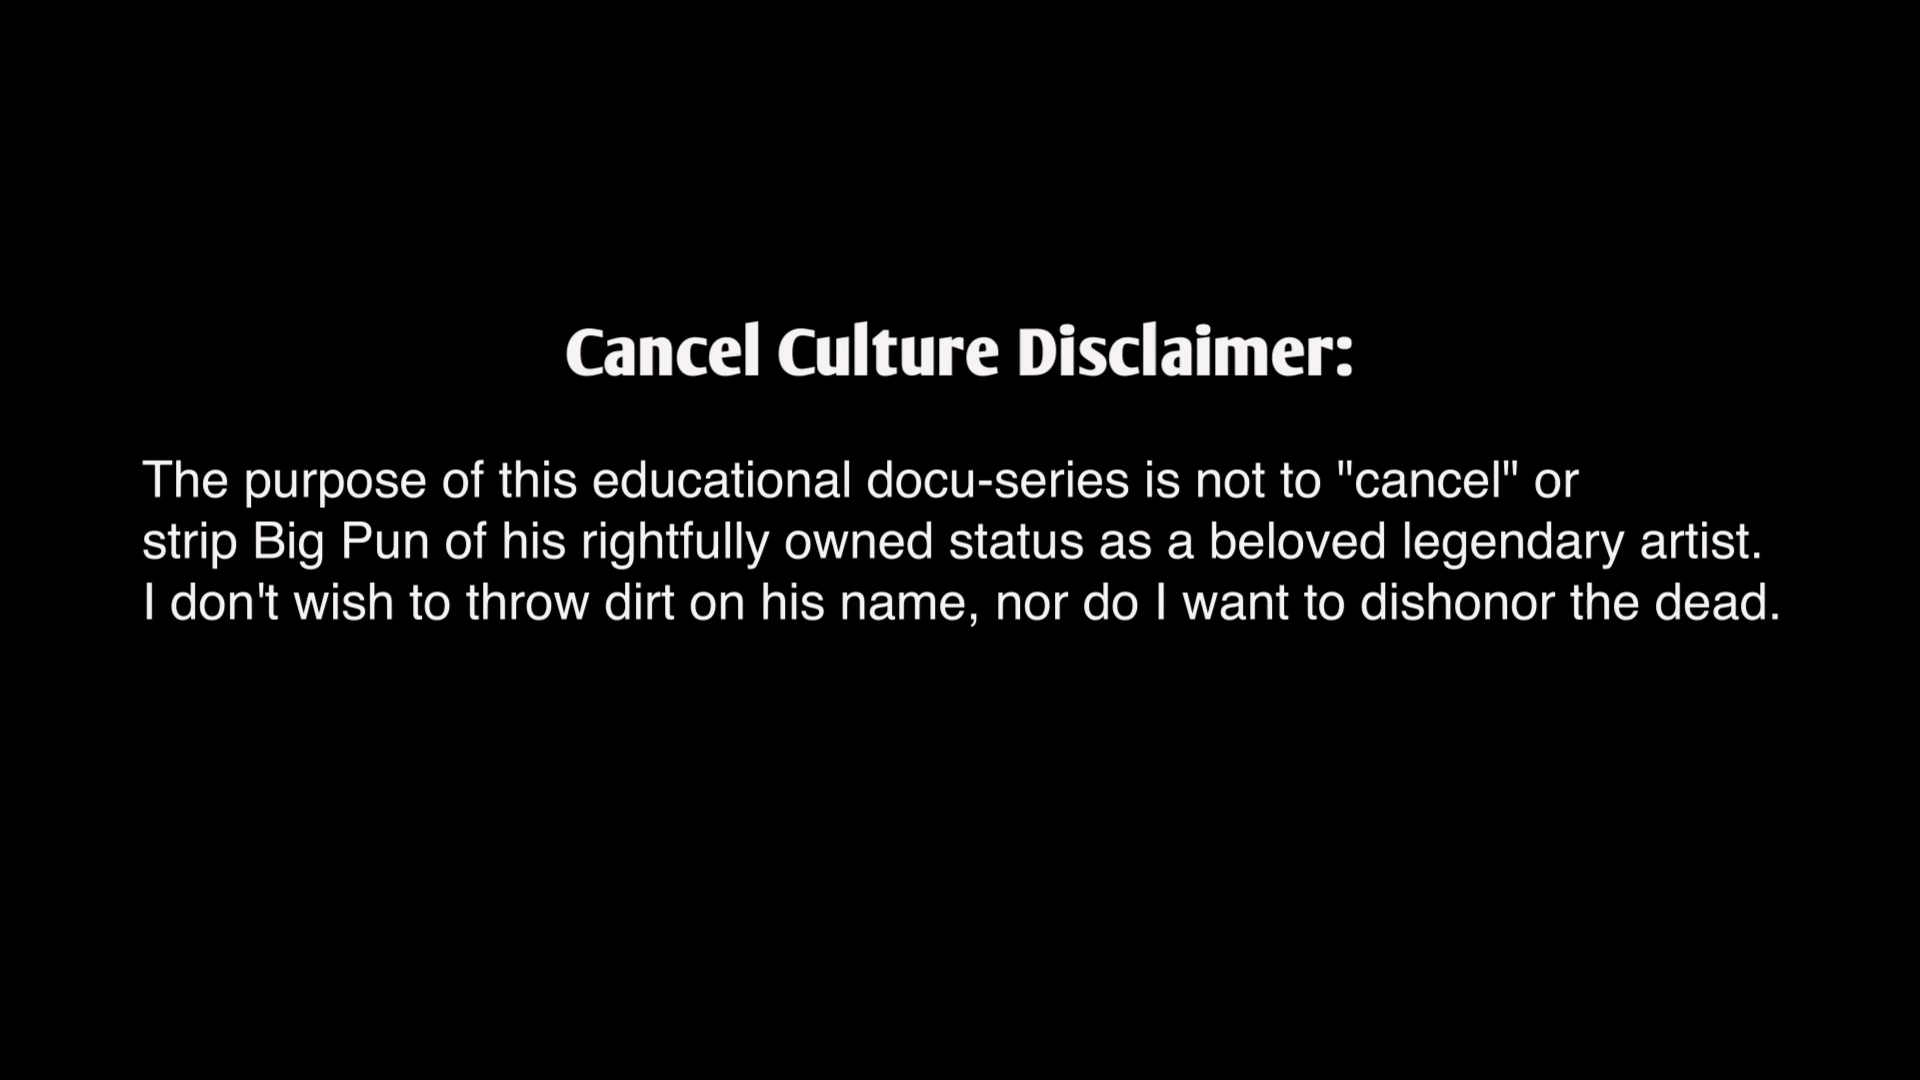 Cancel Culture Disclaimer:
The purpose of this educational docu-series is not to "cancel" or
strip Big Pun of his rightfully owned status as a beloved legendary artist.
I don't wish to throw dirt on his name, nor do I want to dishonor the dead.